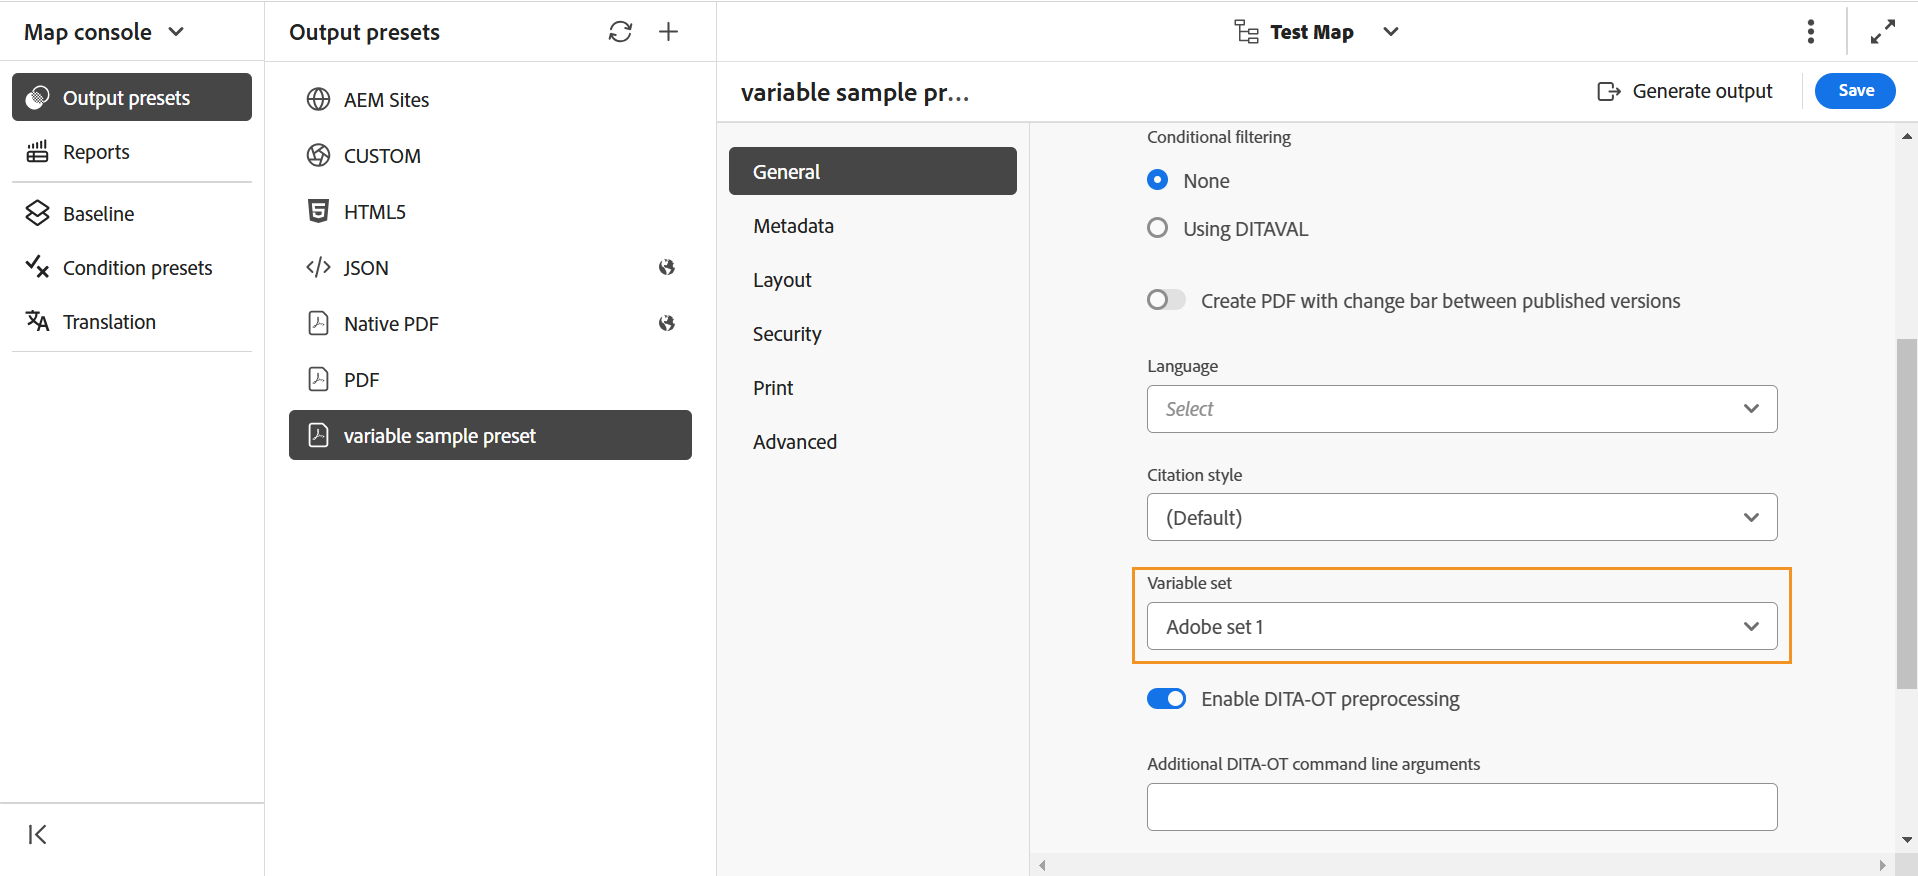 Map console
Output presets
Reports
Baseline
Condition presets
Translation
Output presets
AEM Sites
CUSTOM
HTML5
JSON
Native PDF
PDF
variable sample preset
Test Map
variable sample pr...
Generate output
Save
General
Metadata
Layout
Security
Print
Advanced
Conditional filtering
None
Using DITAVAL
Create PDF with change bar between published versions
Language
Select
Citation style
(Default)
Variable set
Adobe set 1
Enable DITA-OT preprocessing
Additional DITA-OT command line arguments